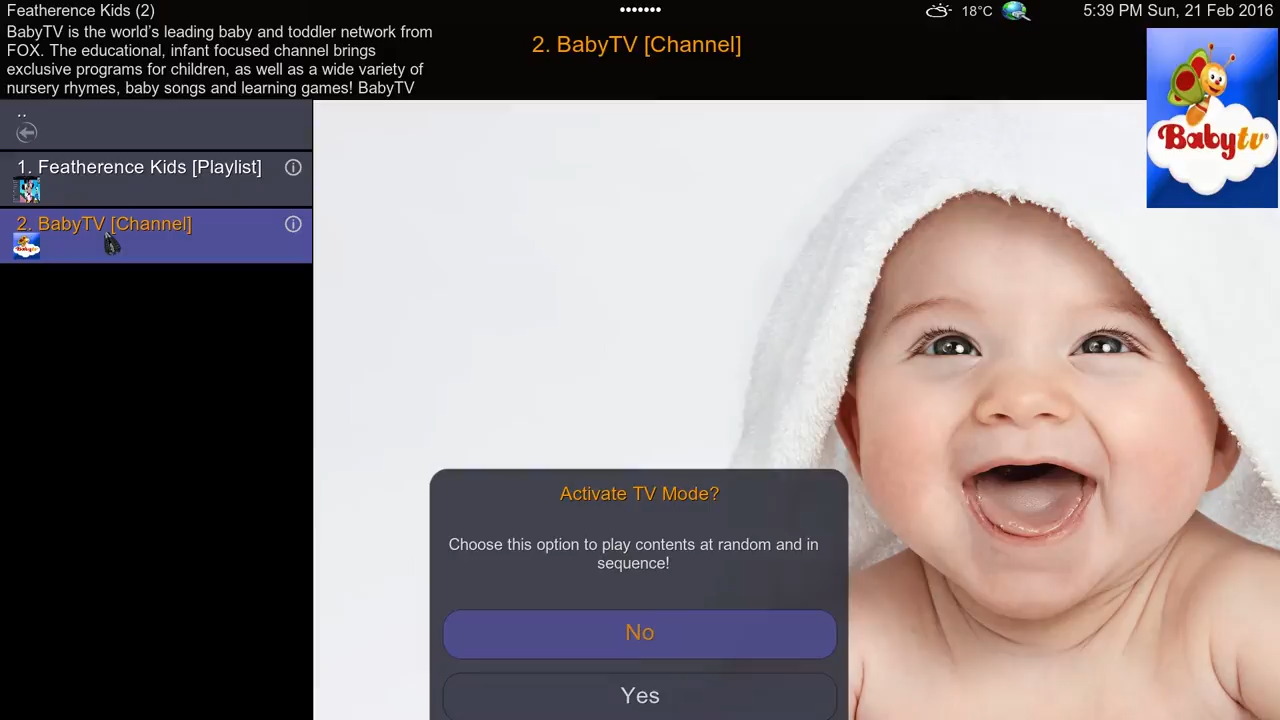 Featherence Kids (2)
18°C
5:39 PM Sun, 21 Feb 2016
BabyTV is the world's leading baby and toddler network from
FOX. The educational, infant focused channel brings
exclusive programs for children, as well as a wide variety of
nursery rhymes, baby songs and learning games! BabyTV
2. BabyTV [Channel]
Babytv
..
1. Featherence Kids [Playlist]
2. BabyTV [Channel]
Babytv
Activate TV Mode?
Choose this option to play contents at random and in
sequence!
No
Yes